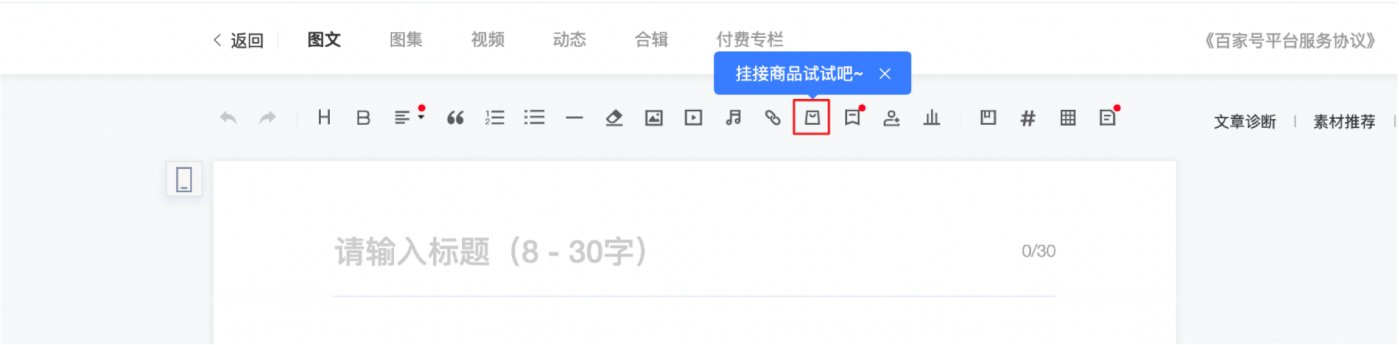 返回 图文 图集 视频 动态 合辑 付费专栏 《百家号平台服务协议》
挂接商品试试吧~
H B
文章诊断 | 素材推荐 |
请输入标题（8 - 30字） 0/30